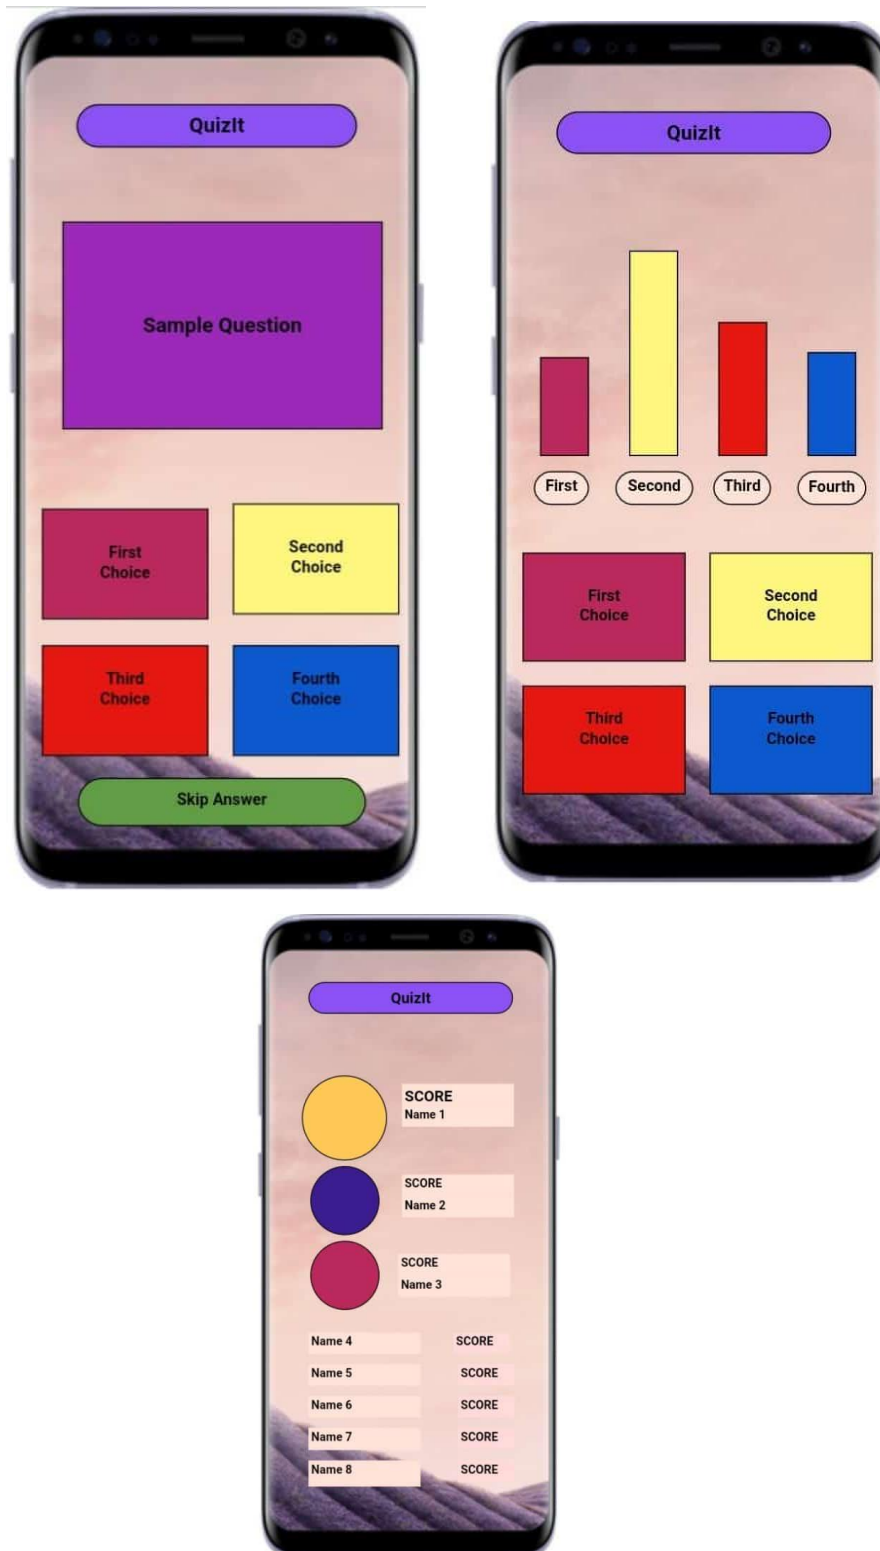 QuizIt
Sample Question
First
Choice
Second
Choice
Third
Choice
Fourth
Choice
Skip Answer
QuizIt
First
Second
Third
Fourth
First
Choice
Second
Choice
Third
Choice
Fourth
Choice
QuizIt
SCORE
Name 1
SCORE
Name 2
SCORE
Name 3
Name 4 SCORE
Name 5 SCORE
Name 6 SCORE
Name 7 SCORE
Name 8 SCORE